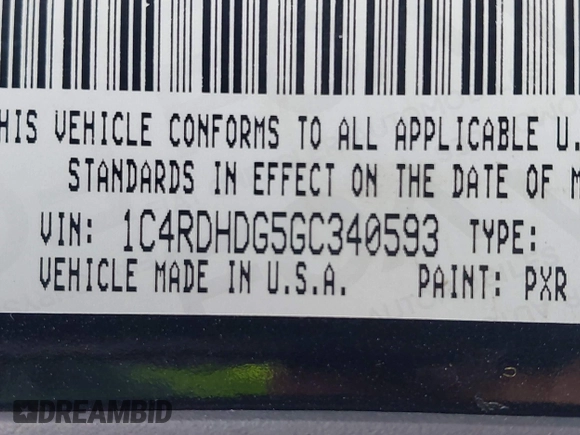 HIS VEHICLE CONFORMS TO ALL APPLICABLE U.
STANDARDS IN EFFECT ON THE DATE OF M
VIN: 1C4RDHDG5GC340593 TYPE:
VEHICLE MADE IN U.S.A. PAINT: PXR
DREAMBID